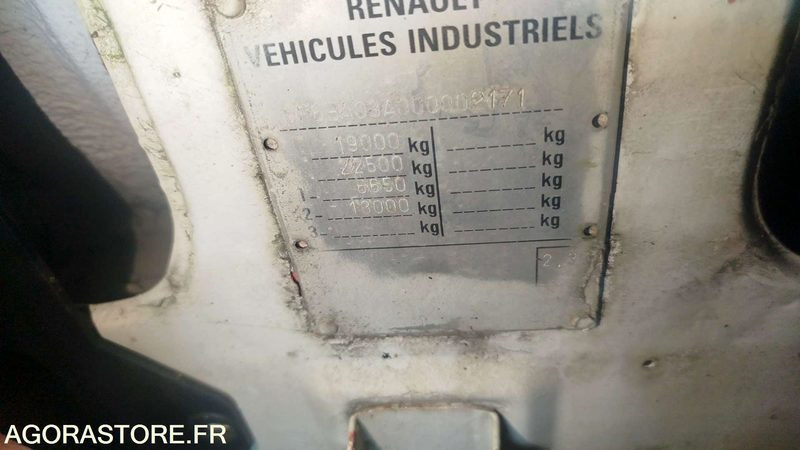 RENAULT
VEHICULES INDUSTRIELS
19000 kg kg
22500 kg kg
1 6650 kg kg
2 13000 kg kg
3 kg kg
AGORASTORE.FR